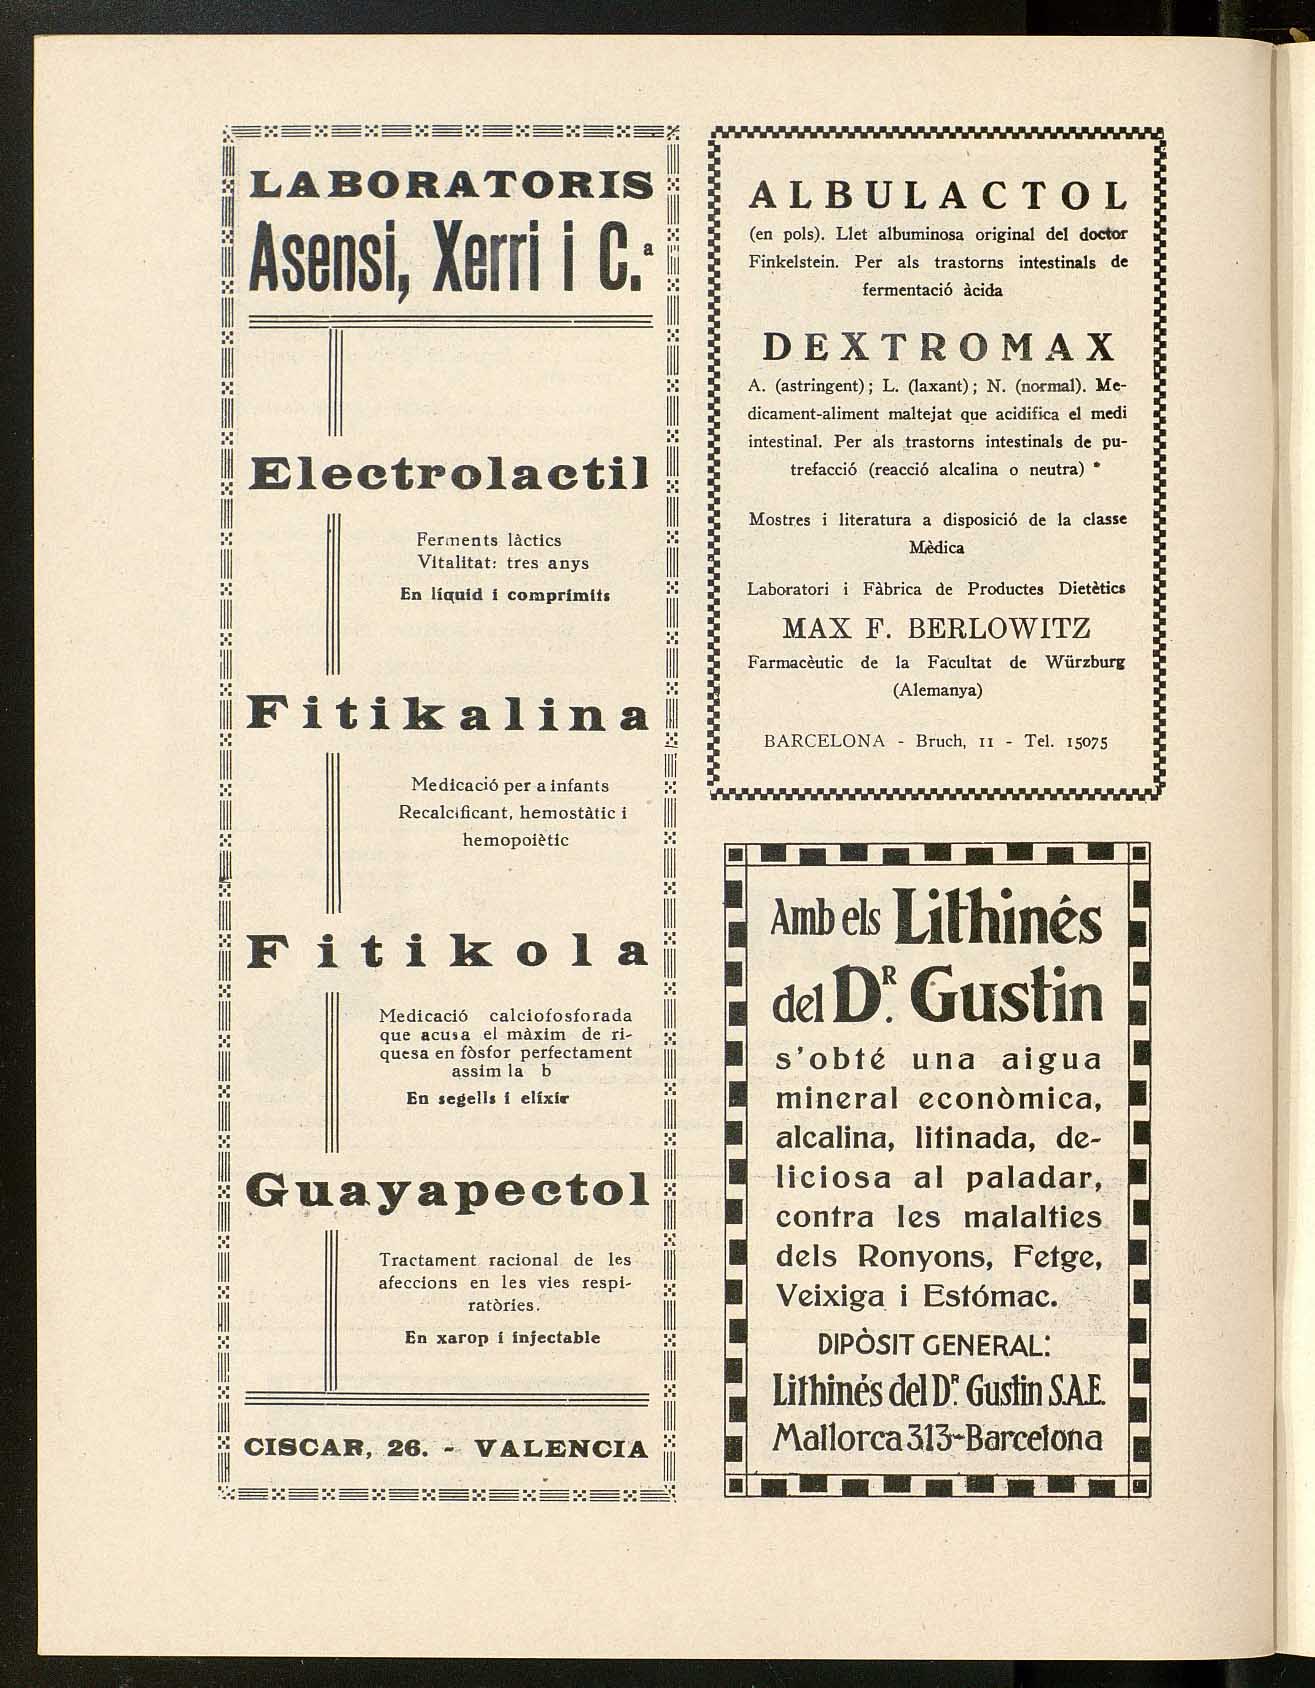 LABORATORIS
Asensi, Xerri i C.ª
Electrolactil
Ferments làctics
Vitalitat: tres anys
En líquid i comprimits
Fitikalina
Medicació per a infants
Recalcificant, hemostàtic i
hemopoiètic
Fitikola
Medicació calciofosforada
que acusa el màxim de ri-
quesa en fòsfor perfectament
assim la b
En segells i elixir
Guayapectol
Tractament racional de les
afeccions en les vies respi-
ratòries.
En xarop i injectable
CISCAR, 26. - VALENCIA
ALBULACTOL
(en pols). Llet albuminosa original del doctor
Finkelstein. Per als trastorns intestinals de
fermentació àcida
DEXTROMAX
A. (astringent); L. (laxant); N. (normal). Me-
dicament-aliment maltejat que acidifica el medi
intestinal. Per als trastorns intestinals de pu-
trefacció (reacció alcalina o neutra)
Mostres i literatura a disposició de la classe
Mèdica
Laboratori i Fàbrica de Productes Dietètics
MAX F. BERLOWITZ
Farmacèutic de la Facultat de Würzburg
(Alemanya)
BARCELONA - Bruch, 11 - Tel. 15075
Amb els Lithinés
del DR. Gustin
s'obté una aigua
mineral econòmica,
alcalina, litinada, de-
liciosa al paladar,
contra les malalties
dels Ronyons, Fetge,
Veixiga i Estómac.
DIPÒSIT GENERAL:
Lithinés del DR. Gustin S.A.E.
Mallorca 313-Barcelona